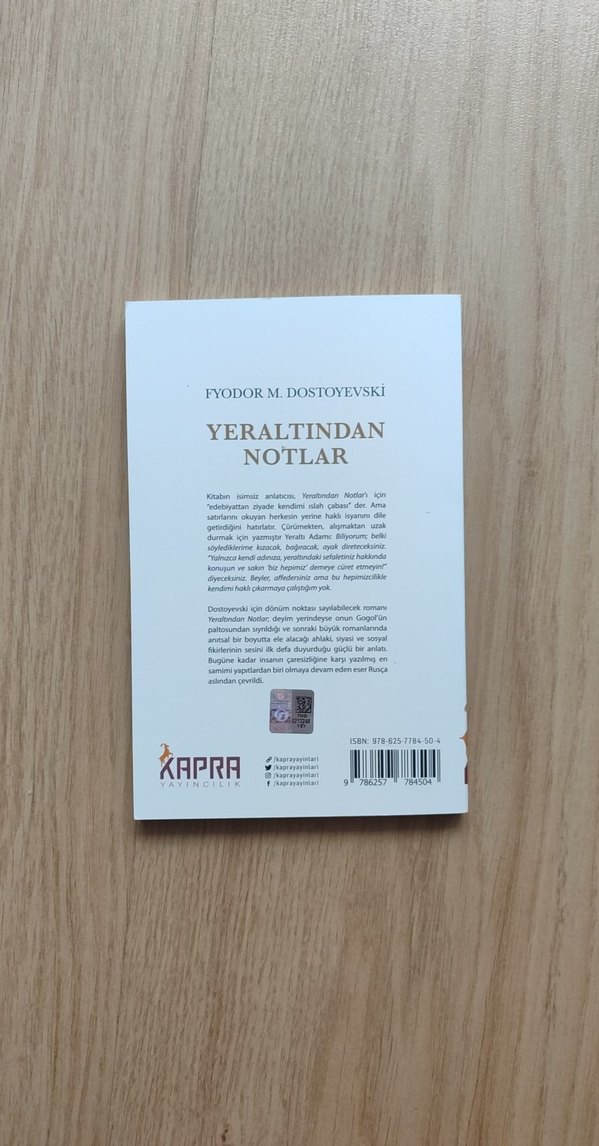 FYODOR M. DOSTOYEVSKİ
YERALTINDAN
NOTLAR
Kitabın isimsiz anlatıcısı, Yeraltından Notlar'ı için
"edebiyattan ziyade kendimi ıslah çabası" der. Ama
satırlarını okuyan herkesin yerine haklı isyanını dile
getirdiğini hatırlatır. Çürümekten, alışmaktan uzak
durmak için yazmıştır Yeraltı Adamı: Biliyorum; belki
söylediklerime kızacak, bağıracak, ayak direteceksiniz.
"Yalnızca kendi adınıza, yeraltındaki sefaletiniz hakkında
konuşun ve sakın 'biz hepimiz' demeye cüret etmeyin!"
diyeceksiniz. Beyler, affedersiniz ama bu hepimizcilikle
kendimi haklı çıkarmaya çalıştığım yok.
Dostoyevski için dönüm noktası sayılabilecek romanı
Yeraltından Notlar; deyim yerindeyse onun Gogol'ün
paltosundan sıyrıldığı ve sonraki büyük romanlarında
anıtsal bir boyutta ele alacağı ahlaki, siyasi ve sosyal
fikirlerinin sesini ilk defa duyurduğu güçlü bir anlatı.
Bugüne kadar insanın çaresizliğine karşı yazılmış en
samimi yapıtlardan biri olmaya devam eden eser Rusça
aslından çevrildi.
KAPRA
YAYINCILIK
/kaprayayinlari
/kaprayayinlari
/kaprayayinlari
/kaprayayinlari
ISBN: 978-625-7784-50-4
9 786257 784504